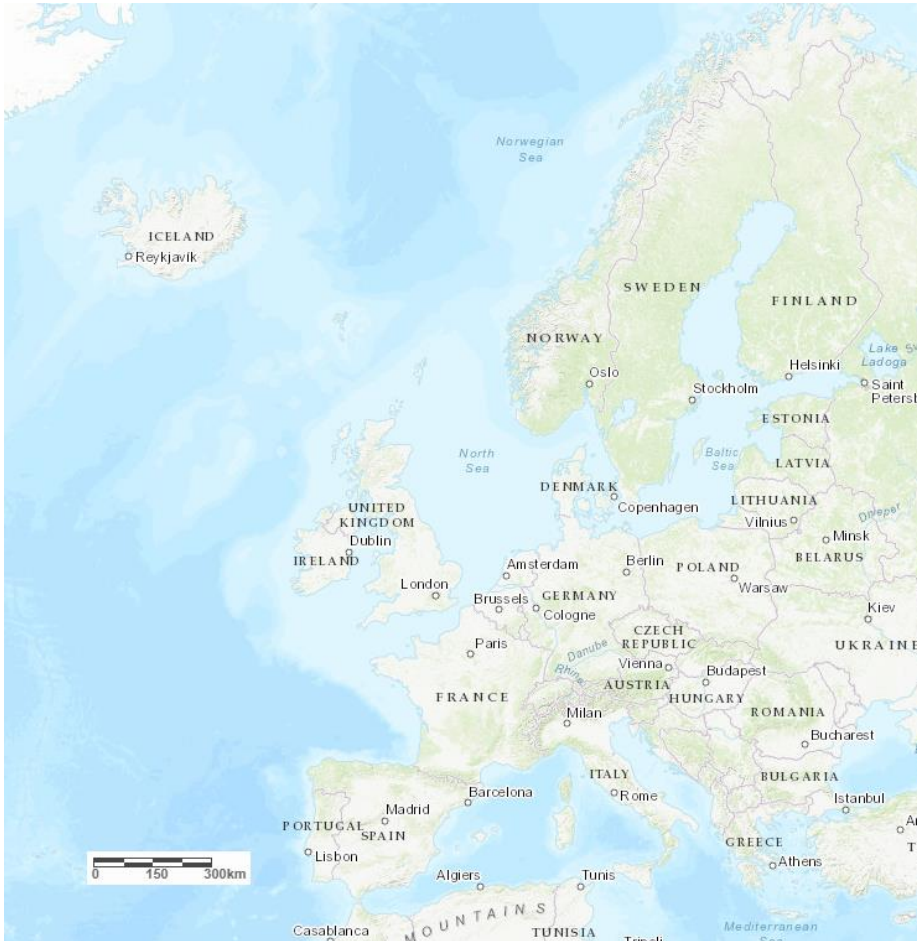 Norwegian
Sea
ICELAND
Reykjavík
SWEDEN
FINLAND
NORWAY
Lake
Ladoga
Helsinki
Oslo
Stockholm
Saint
Petersb
ESTONIA
North
Sea
Baltic
Sea
LATVIA
DENMARK
Copenhagen
LITHUANIA
Vilnius
Dnieper
Minsk
BELARUS
UNITED
KINGDOM
Dublin
IRELAND
London
Amsterdam
Berlin
POLAND
Warsaw
GERMANY
Brussels
Cologne
Kiev
UKRAINE
CZECH
REPUBLIC
Paris
Danube
Rhine
Vienna
AUSTRIA
Budapest
HUNGARY
FRANCE
Milan
ROMANIA
Bucharest
BULGARIA
ITALY
Rome
Barcelona
Istanbul
Madrid
PORTUGAL
SPAIN
Lisbon
GREECE
Athens
0 150 300km
Algiers
Tunis
MOUNTAINS
Casablanca
TUNISIA
Mediterranean